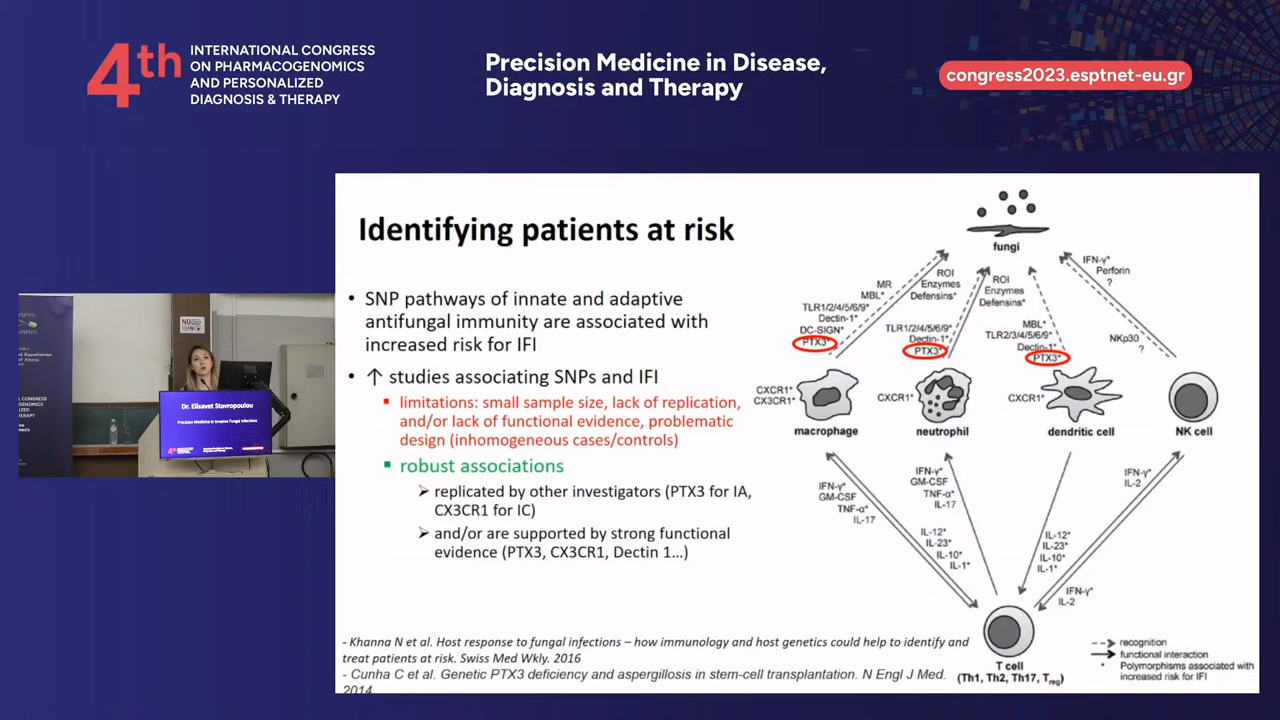 4th
INTERNATIONAL CONGRESS
ON PHARMACOGENOMICS
AND PERSONALIZED
DIAGNOSIS & THERAPY
Precision Medicine in Disease,
Diagnosis and Therapy
congress2023.esptnet-eu.gr
Identifying patients at risk
• SNP pathways of innate and adaptive
antifungal immunity are associated with
increased risk for IFI
• ↑ studies associating SNPs and IFI
▪ limitations: small sample size, lack of replication,
and/or lack of functional evidence, problematic
design (inhomogeneous cases/controls)
▪ robust associations
➢ replicated by other investigators (PTX3 for IA,
CX3CR1 for IC)
➢ and/or are supported by strong functional
evidence (PTX3, CX3CR1, Dectin 1...)
- Khanna N et al. Host response to fungal infections – how immunology and host genetics could help to identify and
treat patients at risk. Swiss Med Wkly. 2016
- Cunha C et al. Genetic PTX3 deficiency and aspergillosis in stem-cell transplantation. N Engl J Med.
2014
fungi
MR
MBL*
TLR1/2/4/5/6/9*
Dectin-1*
DC-SIGN*
PTX3*
ROI
Enzymes
Defensins*
TLR1/2/4/5/6/9*
Dectin-1*
PTX3*
ROI
Enzymes
Defensins*
MBL*
TLR2/3/4/5/6/9*
Dectin-1*
PTX3*
IFN-γ*
Perforin
?
NKp30
?
CXCR1*
CX3CR1*
CXCR1*
CXCR1*
macrophage
neutrophil
dendritic cell
NK cell
IFN-γ*
GM-CSF
TNF-α*
IL-17
IL-12*
IL-23*
IL-10*
IL-1*
IFN-γ*
GM-CSF
TNF-α*
IL-17
IL-12*
IL-23*
IL-10*
IL-1*
IFN-γ*
IL-2
IFN-γ*
IL-2
T cell
(Th1, Th2, Th17, Treg)
recognition
functional interaction
* Polymorphisms associated with
increased risk for IFI
Dr. Elisavet Stavropoulou
Precision Medicine in Invasive Fungal Infections
NO